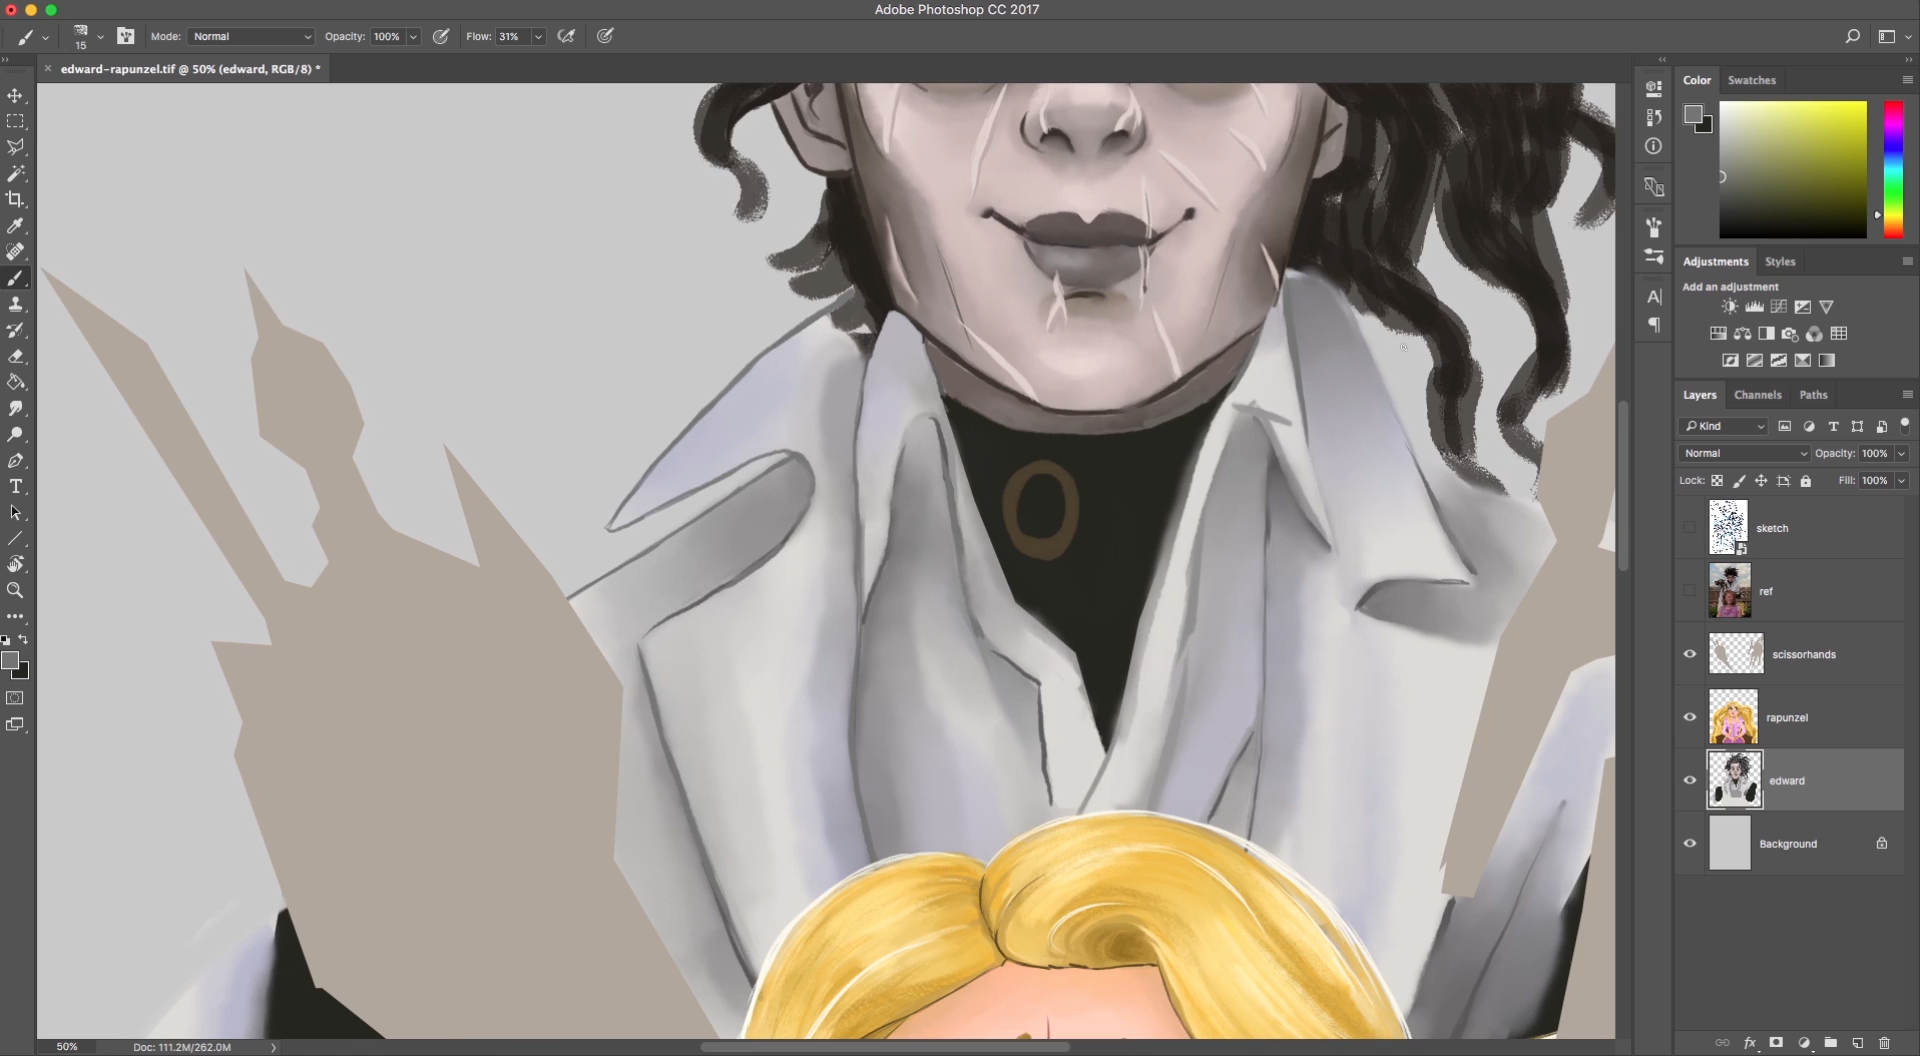 Adobe Photoshop CC 2017
15
Mode: Normal
Opacity: 100%
Flow: 31%
edward-rapunzel.tif @ 50% (edward, RGB/8) *
Color
Swatches
Adjustments
Styles
Add an adjustment
Layers
Channels
Paths
Kind
Normal
Opacity: 100%
Lock:
Fill: 100%
sketch
ref
scissorhands
rapunzel
edward
Background
50%
Doc: 111.2M/262.0M